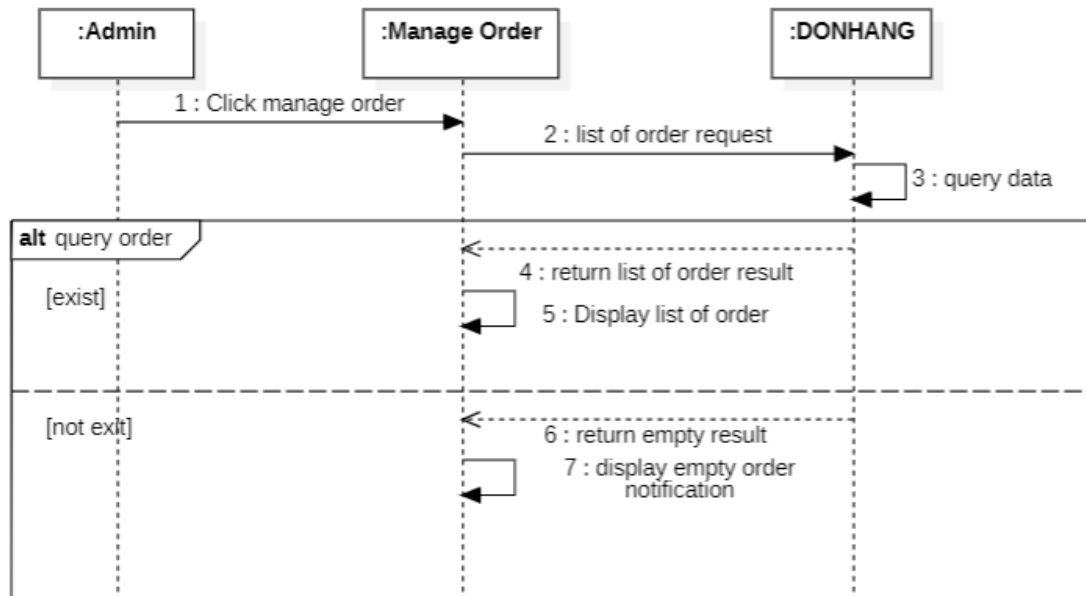 :Admin
:Manage Order
:DONHANG
1 : Click manage order
2 : list of order request
3 : query data
alt query order
4 : return list of order result
[exist]
5 : Display list of order
[not exit]
6 : return empty result
7 : display empty order
notification